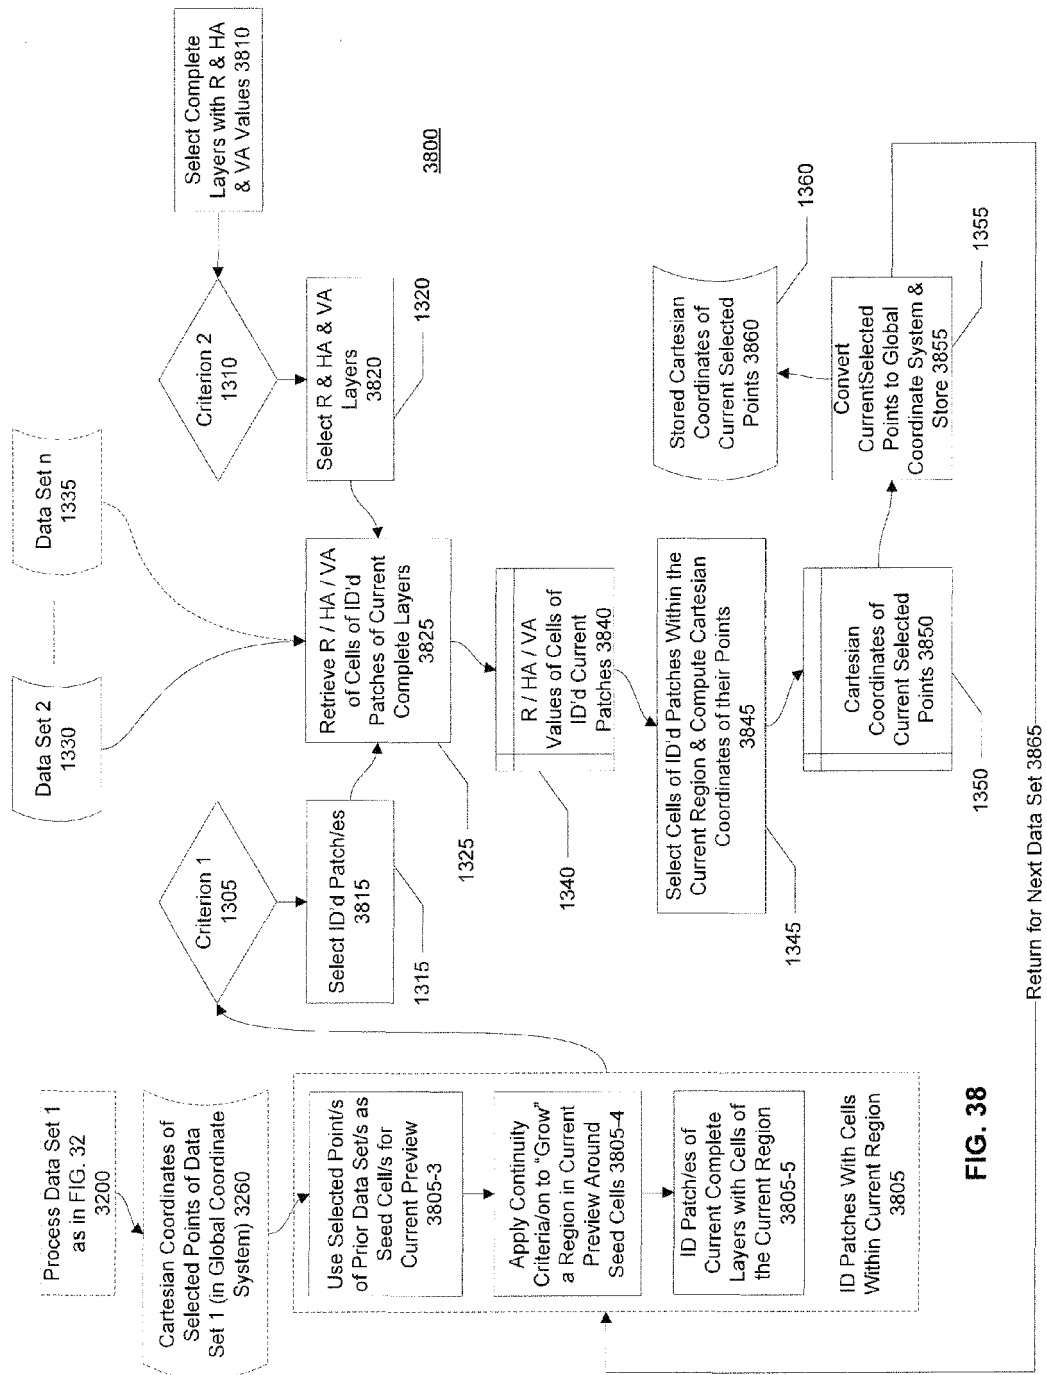 Process Data Set 1
as in FIG. 32
3200
Cartesian Coordinates of
Selected Points of Data
Set 1 (in Global Coordinate
System) 3260
Use Selected Point/s
of Prior Data Set/s as
Seed Cell/s for
Current Preview
3805-3
Apply Continuity
Criteria/on to "Grow"
a Region in Current
Preview Around
Seed Cells 3805-4
ID Patch/es of
Current Complete
Layers with Cells of
the Current Region
3805-5
ID Patches With Cells
Within Current Region
3805
Criterion 1
1305
Select ID'd Patch/es
3815
1315
Data Set 2
1330
Data Set n
1335
Criterion 2
1310
Select Complete
Layers with R & HA
& VA Values 3810
Select R & HA & VA
Layers
3820
1320
Retrieve R / HA / VA
of Cells of ID'd
Patches of Current
Complete Layers
3825
1325
R / HA / VA
Values of Cells of
ID'd Current
Patches 3840
1340
Select Cells of ID'd Patches Within the
Current Region & Compute Cartesian
Coordinates of their Points
3845
1345
Cartesian
Coordinates of
Current Selected
Points 3850
1350
Convert
CurrentSelected
Points to Global
Coordinate System &
Store 3855
1355
Stored Cartesian
Coordinates of
Current Selected
Points 3860
1360
3800
Return for Next Data Set 3865
FIG. 38